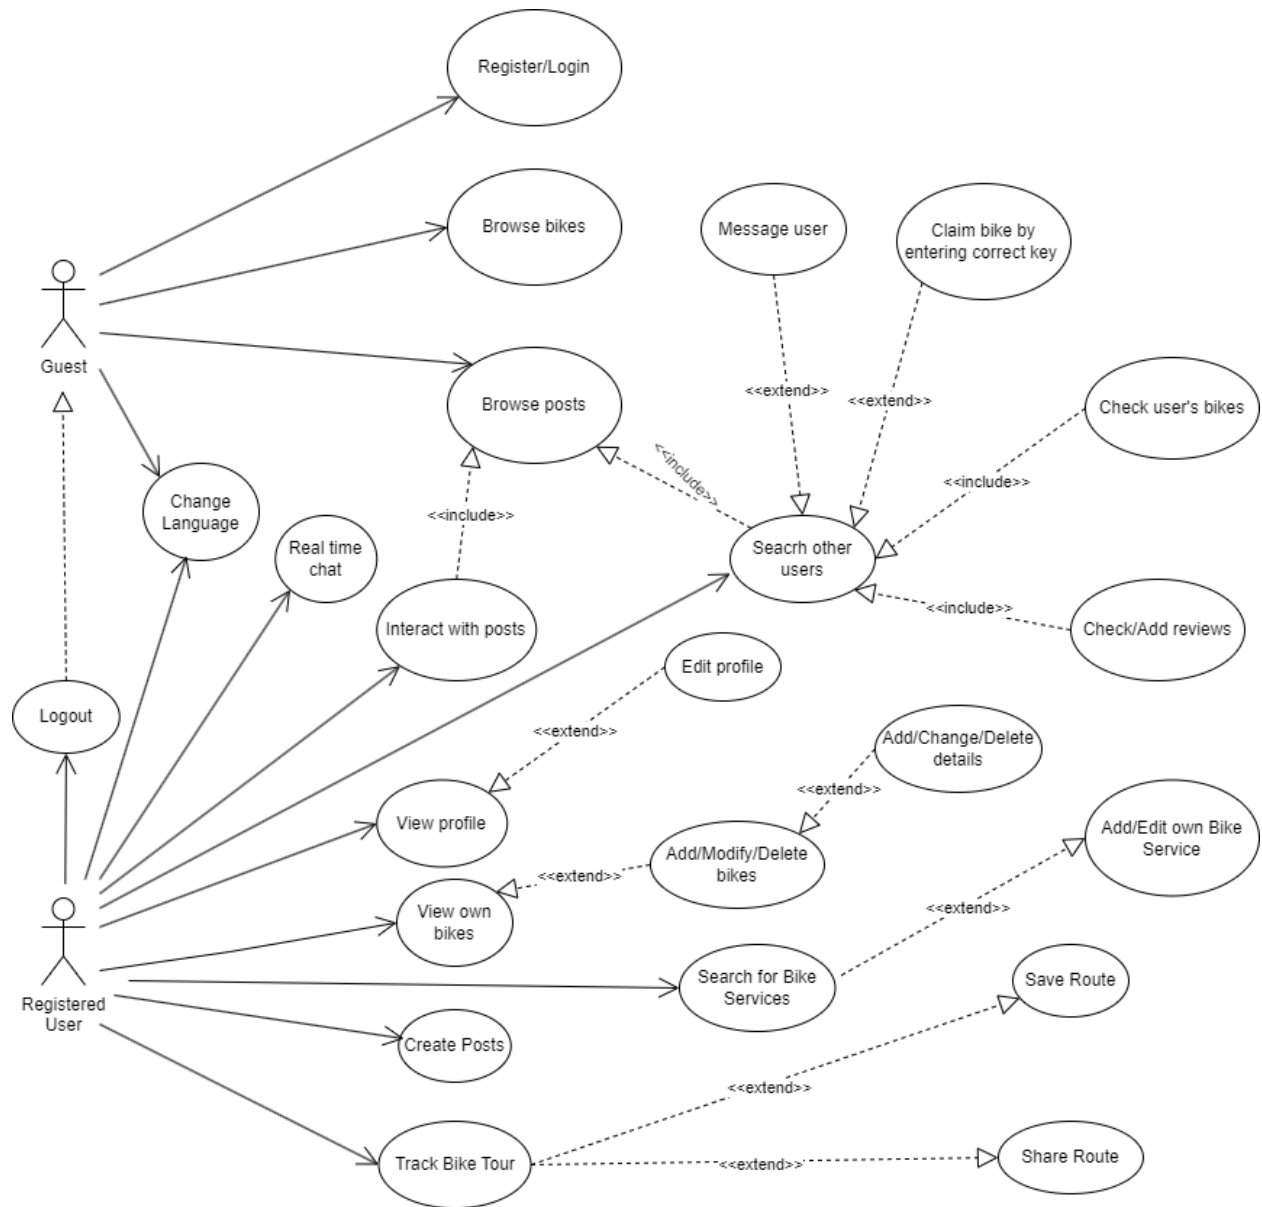 Register/Login
Browse bikes
Message user
Claim bike by
entering correct key
Guest
Browse posts
<<extend>>
<<extend>>
Check user's bikes
<<include>>
<<include>>
Change
Language
<<include>>
Real time
chat
Seacrh other
users
Interact with posts
<<include>>
Check/Add reviews
Edit profile
Logout
<<extend>>
Add/Change/Delete
details
<<extend>>
View profile
Add/Modify/Delete
bikes
Add/Edit own Bike
Service
<<extend>>
View own
bikes
<<extend>>
Registered
User
Search for Bike
Services
Save Route
Create Posts
<<extend>>
Track Bike Tour
<<extend>>
Share Route